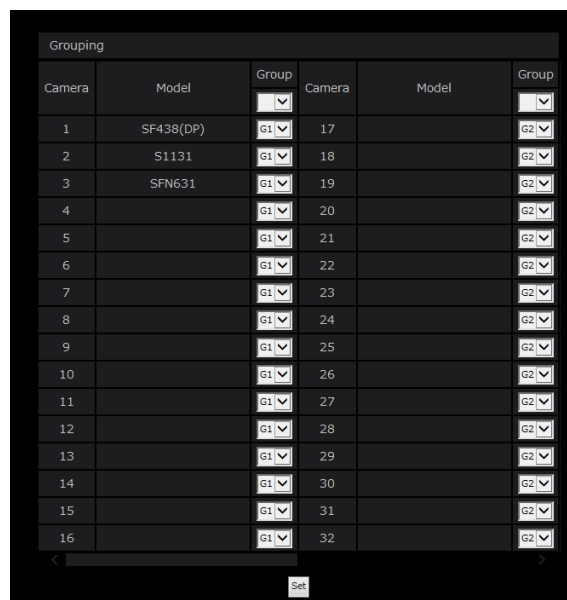 Grouping
Camera Model Group Camera Model Group
1 SF438(DP) G1 17 G2
2 S1131 G1 18 G2
3 SFN631 G1 19 G2
4 G1 20 G2
5 G1 21 G2
6 G1 22 G2
7 G1 23 G2
8 G1 24 G2
9 G1 25 G2
10 G1 26 G2
11 G1 27 G2
12 G1 28 G2
13 G1 29 G2
14 G1 30 G2
15 G1 31 G2
16 G1 32 G2
Set